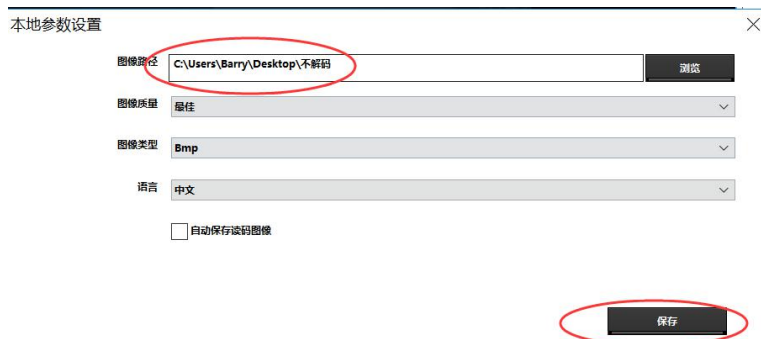 本地参数设置
图像路径 C:\Users\Barry\Desktop\不解码 浏览
图像质量 最佳
图像类型 Bmp
语言 中文
自动保存读码图像
保存